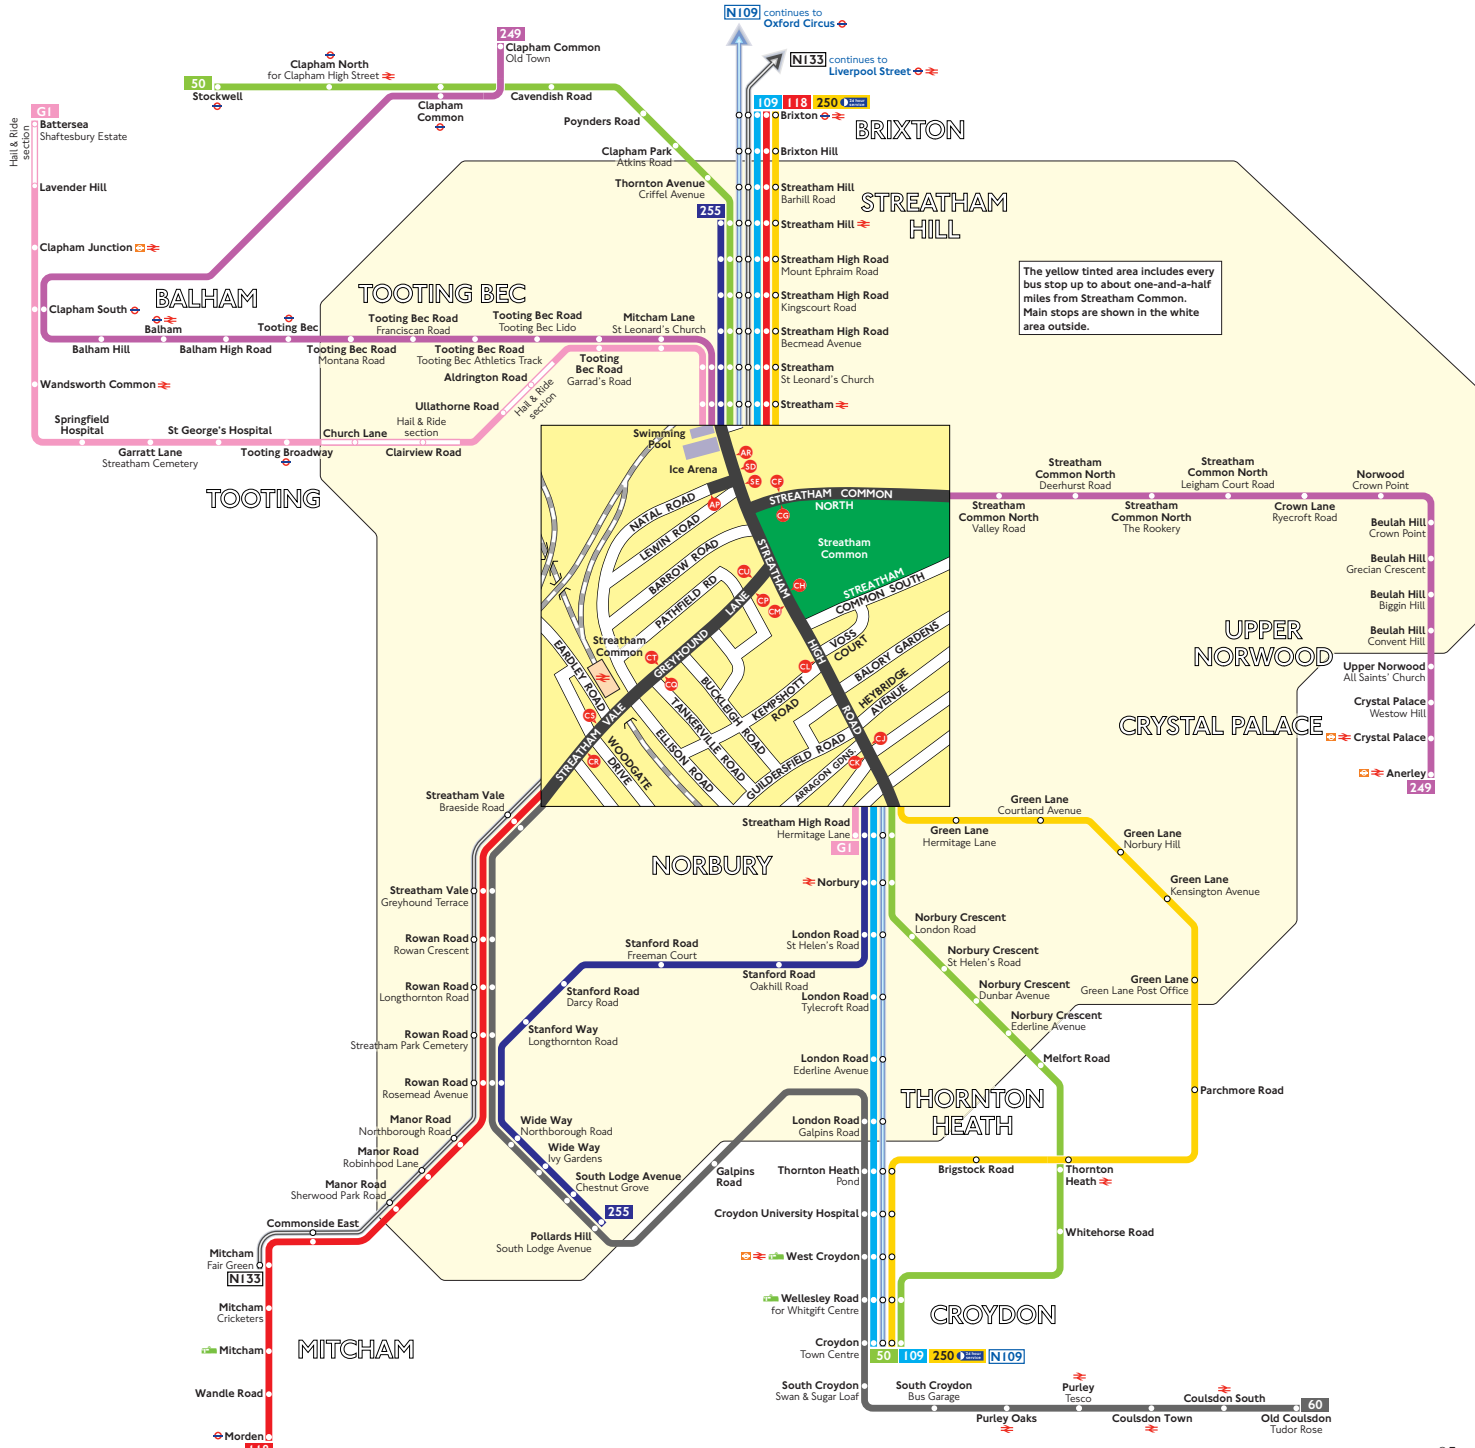 N109 continues to
Oxford Circus
N133 continues to
Liverpool Street
249
Clapham Common
Old Town
Clapham North
for Clapham High Street
50
Stockwell
Clapham
Common
Cavendish Road
Poynders Road
Clapham Park
Atkins Road
Thornton Avenue
Criffel Avenue
255
G1
Battersea
Shaftesbury Estate
Hail & Ride
section
Lavender Hill
Clapham Junction
Clapham South
BALHAM
Balham
Tooting Bec
Balham Hill
Balham High Road
TOOTING BEC
Tooting Bec Road
Franciscan Road
Tooting Bec Road
Tooting Bec Lido
Mitcham Lane
St Leonard's Church
Tooting Bec Road
Montana Road
Tooting Bec Road
Tooting Bec Athletics Track
Tooting
Bec Road
Garrad's Road
Aldrington Road
Hail & Ride
section
Ullathorne Road
Wandsworth Common
Springfield
Hospital
St George's Hospital
Church Lane
Hail & Ride
section
Garratt Lane
Streatham Cemetery
Tooting Broadway
Clairview Road
TOOTING
109 118 250 24 hour service
Brixton
BRIXTON
Brixton Hill
Streatham Hill
Barhill Road
STREATHAM
HILL
Streatham Hill
Streatham High Road
Mount Ephraim Road
Streatham High Road
Kingscourt Road
Streatham High Road
Becmead Avenue
Streatham
St Leonard's Church
Streatham
The yellow tinted area includes every
bus stop up to about one-and-a-half
miles from Streatham Common.
Main stops are shown in the white
area outside.
Swimming
Pool
Ice Arena
AR
SD
SE
CF
AP
CG
STREATHAM COMMON
NORTH
NATAL ROAD
LEWIN ROAD
BARROW ROAD
PATHFIELD RD
Streatham
Common
CU
CP
CM
CH
STREATHAM
COMMON SOUTH
STREATHAM
HIGH
ROAD
VOSS
COURT
BALORY GARDENS
HEYBRIDGE
AVENUE
Streatham
Common
EARDLEY ROAD
CT
CQ
CL
GREYHOUND LANE
STREATHAM VALE
BUCKLEIGH ROAD
KEMPSHOTT
ROAD
TANKERVILLE ROAD
ELLISON ROAD
GUILDERSFIELD ROAD
ARRAGON GDNS.
CS
CR
WOODGATE
DRIVE
CJ
CK
Streatham
Common North
Valley Road
Streatham
Common North
Deerhurst Road
Streatham
Common North
The Rookery
Streatham
Common North
Leigham Court Road
Crown Lane
Ryecroft Road
Norwood
Crown Point
Beulah Hill
Crown Point
Beulah Hill
Grecian Crescent
Beulah Hill
Biggin Hill
Beulah Hill
Convent Hill
UPPER
NORWOOD
Upper Norwood
All Saints' Church
Crystal Palace
Westow Hill
CRYSTAL PALACE
Crystal Palace
Anerley
249
Streatham Vale
Braeside Road
Streatham Vale
Greyhound Terrace
Rowan Road
Rowan Crescent
Rowan Road
Longthornton Road
Rowan Road
Streatham Park Cemetery
Rowan Road
Rosemead Avenue
Manor Road
Northborough Road
Manor Road
Robinhood Lane
Manor Road
Sherwood Park Road
Commonside East
Mitcham
Fair Green
N133
Mitcham
Cricketers
MITCHAM
Mitcham
Wandle Road
Morden
NORBURY
Streatham High Road
Hermitage Lane
G1
Norbury
London Road
St Helen's Road
Stanford Road
Freeman Court
Stanford Road
Oakhill Road
Stanford Road
Darcy Road
Stanford Way
Longthornton Road
Wide Way
Northborough Road
Wide Way
Ivy Gardens
South Lodge Avenue
Chestnut Grove
255
Pollards Hill
South Lodge Avenue
Galpins
Road
London Road
Tylecroft Road
London Road
Ederline Avenue
London Road
Galpins Road
Thornton Heath
Pond
Croydon University Hospital
West Croydon
Wellesley Road
for Whitgift Centre
Croydon
Town Centre
50 109 250 24 hour service N109
Green Lane
Hermitage Lane
Green Lane
Courtland Avenue
Green Lane
Norbury Hill
Green Lane
Kensington Avenue
Norbury Crescent
London Road
Norbury Crescent
St Helen's Road
Norbury Crescent
Dunbar Avenue
Norbury Crescent
Ederline Avenue
Green Lane
Green Lane Post Office
Melfort Road
Parchmore Road
THORNTON
HEATH
Brigstock Road
Thornton
Heath
Whitehorse Road
CROYDON
South Croydon
Swan & Sugar Loaf
South Croydon
Bus Garage
Purley Oaks
Purley
Tesco
Coulsdon Town
Coulsdon South
60
Old Coulsdon
Tudor Rose